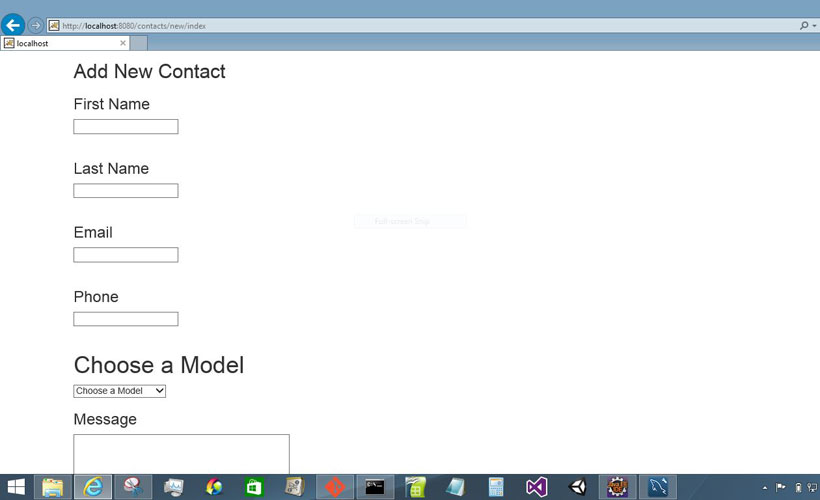 http://localhost:8080/contacts/new/index
localhost
Add New Contact
First Name
Last Name
Full-screen Snip
Email
Phone
Choose a Model
Choose a Model
Message